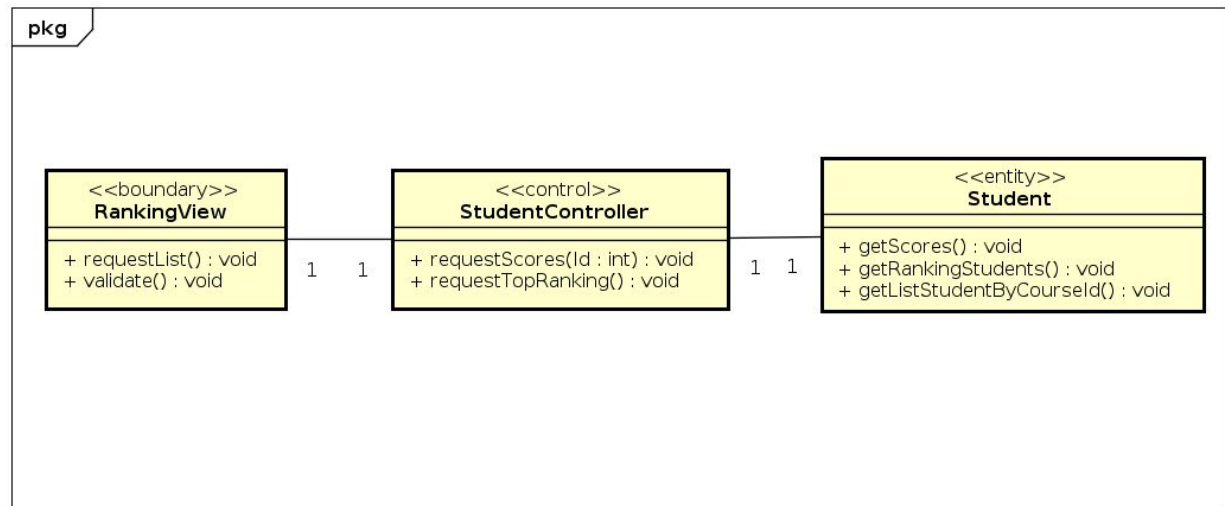 pkg
<<boundary>>
RankingView
+ requestList() : void
+ validate() : void
1 1
<<control>>
StudentController
+ requestScores(Id : int) : void
+ requestTopRanking() : void
1 1
<<entity>>
Student
+ getScores() : void
+ getRankingStudents() : void
+ getListStudentByCourseId() : void